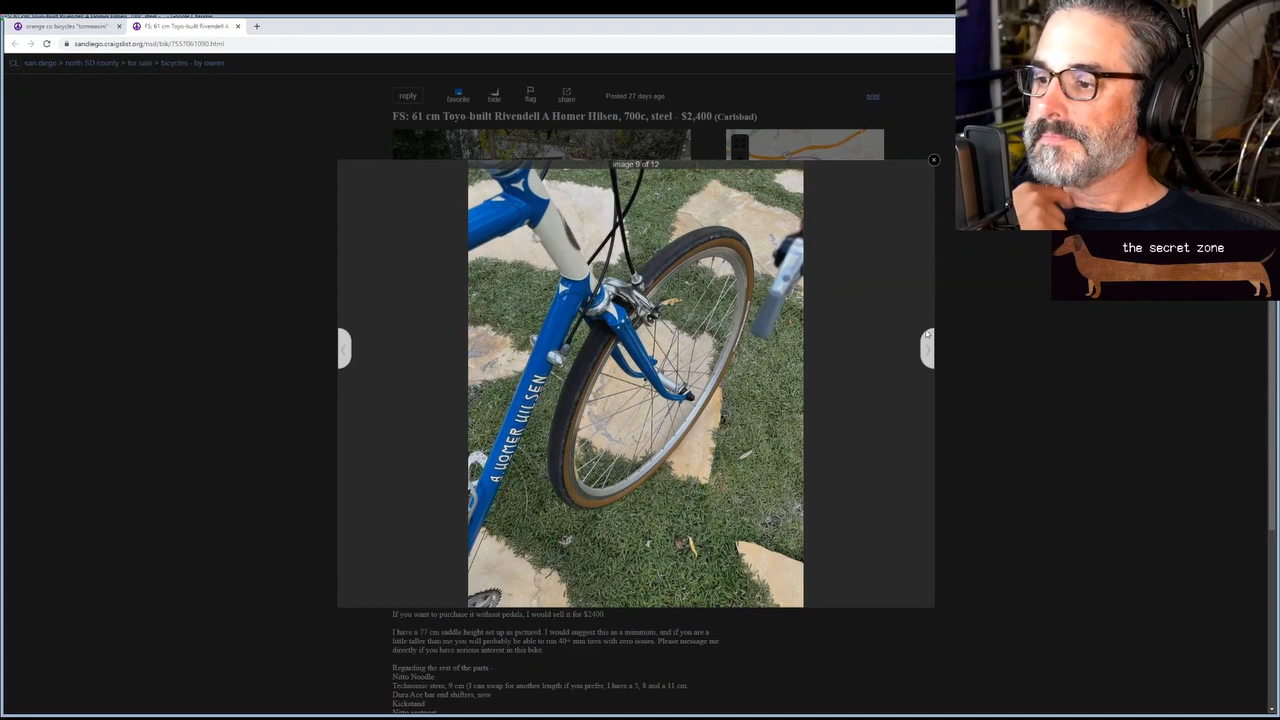 orange co bicycles "tommasini"
FS: 61 cm Toyo-built Rivendell A
sandiego.craigslist.org/nsd/bik/7557061090.html
CL san diego > north SD county > for sale > bicycles - by owner
reply
favorite
hide
flag
share
Posted 27 days ago
print
FS: 61 cm Toyo-built Rivendell A Homer Hilsen, 700c, steel - $2,400 (Carlsbad)
image 9 of 12
the secret zone
A. HOMER HILSEN
If you want to purchase it without pedals, I would sell it for $2400.
I have a 77 cm saddle height set up as pictured. I would suggest this as a minimum, and if you are a
little taller than me you will probably be able to run 40+ mm tires with zero issues. Please message me
directly if you have serious interest in this bike.
Regarding the rest of the parts -
Nitto Noodle
Technomic stem, 9 cm (I can swap for another length if you prefer, I have a 5, 8 and a 11 cm.
Dura Ace bar end shifters, new
Kickstand
Nitto seatpost